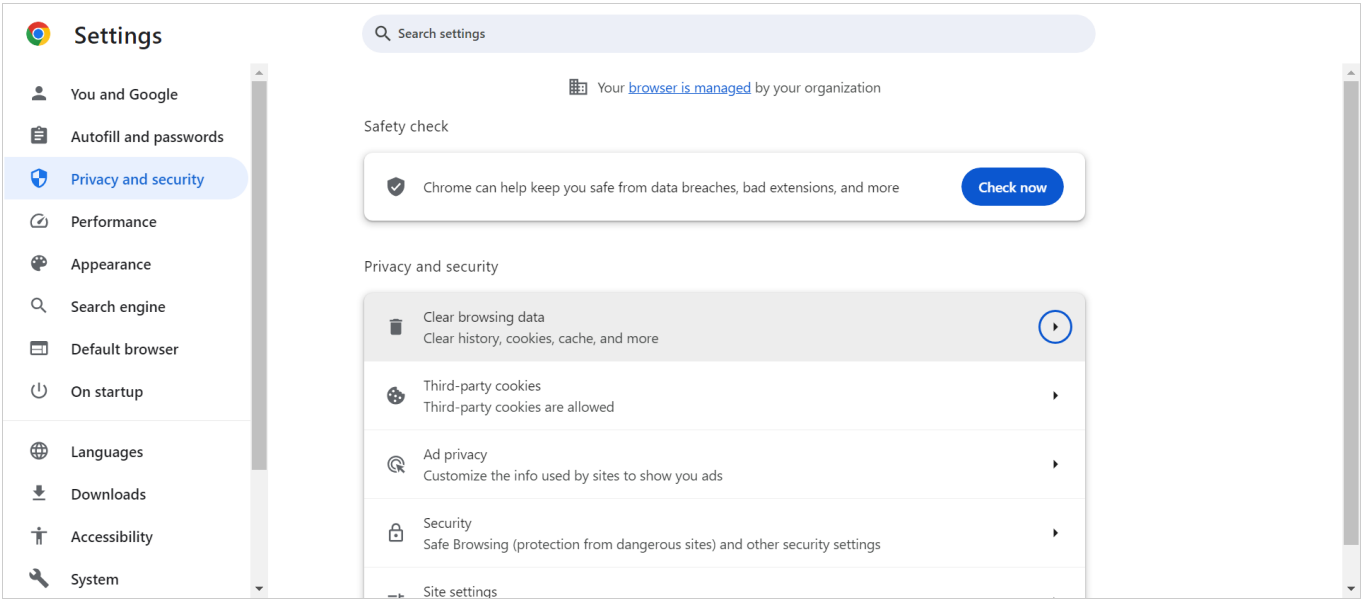 Settings
Search settings
You and Google
Autofill and passwords
Privacy and security
Performance
Appearance
Search engine
Default browser
On startup
Languages
Downloads
Accessibility
System
Your browser is managed by your organization
Safety check
Chrome can help keep you safe from data breaches, bad extensions, and more
Check now
Privacy and security
Clear browsing data
Clear history, cookies, cache, and more
Third-party cookies
Third-party cookies are allowed
Ad privacy
Customize the info used by sites to show you ads
Security
Safe Browsing (protection from dangerous sites) and other security settings
Site settings